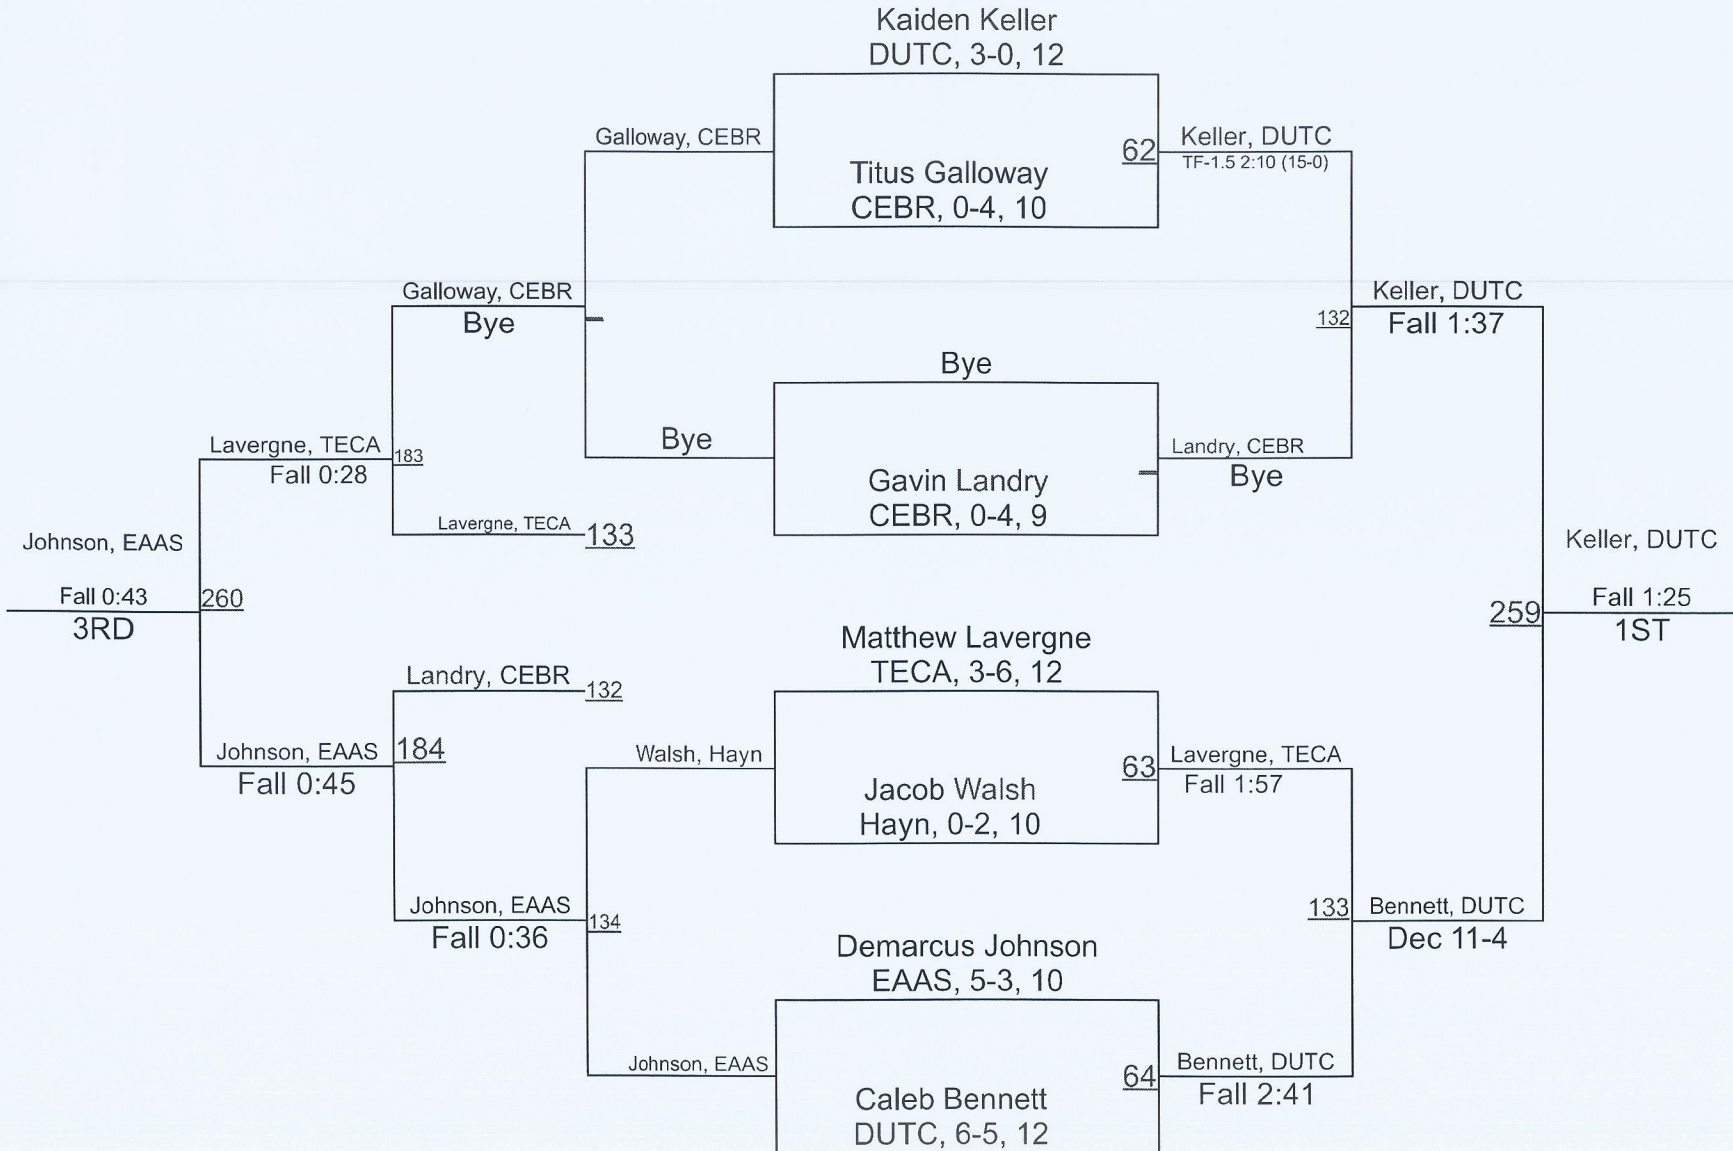 Kaiden Keller
DUTC, 3-0, 12
Galloway, CEBR
62
Keller, DUTC
TF-1.5 2:10 (15-0)
Titus Galloway
CEBR, 0-4, 10
Galloway, CEBR
Bye
Keller, DUTC
132
Fall 1:37
Bye
Bye
Lavergne, TECA
183
Fall 0:28
Landry, CEBR
Bye
Gavin Landry
CEBR, 0-4, 9
Lavergne, TECA
133
Johnson, EAAS
Keller, DUTC
Fall 0:43
260
3RD
259
Fall 1:25
1ST
Matthew Lavergne
TECA, 3-6, 12
Landry, CEBR
132
Johnson, EAAS
184
Fall 0:45
Walsh, Hayn
63
Lavergne, TECA
Fall 1:57
Jacob Walsh
Hayn, 0-2, 10
Johnson, EAAS
134
Fall 0:36
133
Bennett, DUTC
Dec 11-4
Demarcus Johnson
EAAS, 5-3, 10
Johnson, EAAS
64
Bennett, DUTC
Fall 2:41
Caleb Bennett
DUTC, 6-5, 12